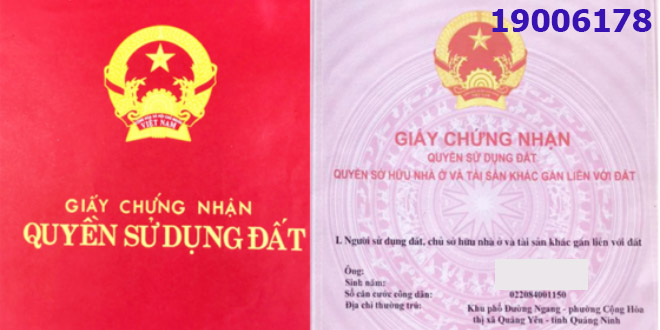 19006178
VIỆT NAM
GIẤY CHỨNG NHẬN
QUYỀN SỬ DỤNG ĐẤT
GIẤY CHỨNG NHẬN
QUYỀN SỬ DỤNG ĐẤT
QUYỀN SỞ HỮU NHÀ Ở VÀ TÀI SẢN KHÁC GẮN LIỀN VỚI ĐẤT
I. Người sử dụng đất, chủ sở hữu nhà ở và tài sản khác gắn liền với đất
Ông:
Sinh năm:
Số căn cước công dân: 022084001150
Địa chỉ thường trú: Khu phố Đường Ngang - phường Cộng Hòa
thị xã Quảng Yên - tỉnh Quảng Ninh